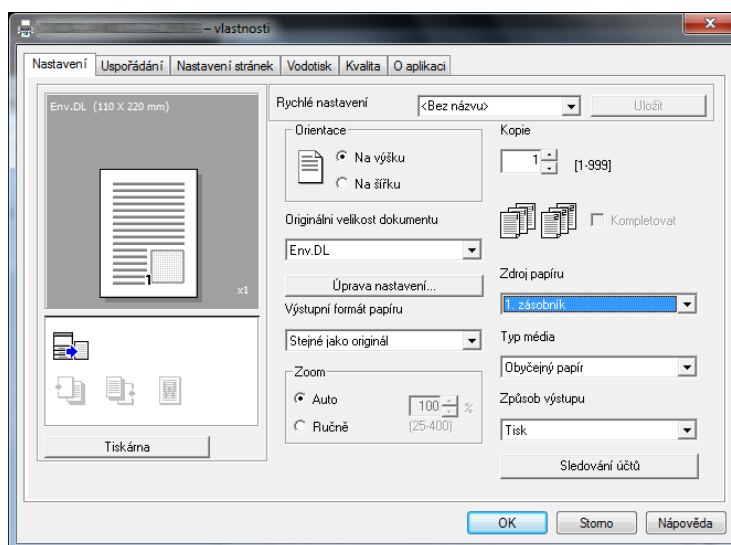 – vlastnosti
Nastavení Uspořádání Nastavení stránek Vodotisk Kvalita O aplikaci
Env.DL (110 X 220 mm)
1
x1
Tiskárna
Rychlé nastavení <Bez názvu> Uložit
Orientace
Na výšku
Na šířku
Originálni velikost dokumentu
Env.DL
Úprava nastavení...
Výstupní formát papíru
Stejné jako originál
Zoom
Auto
100 %
Ručně
(25-400)
Kopie
1 [1-999]
Kompletovat
Zdroj papíru
1. zásobník
Typ média
Obyčejný papír
Způsob výstupu
Tisk
Sledování účtů
OK Storno Nápověda